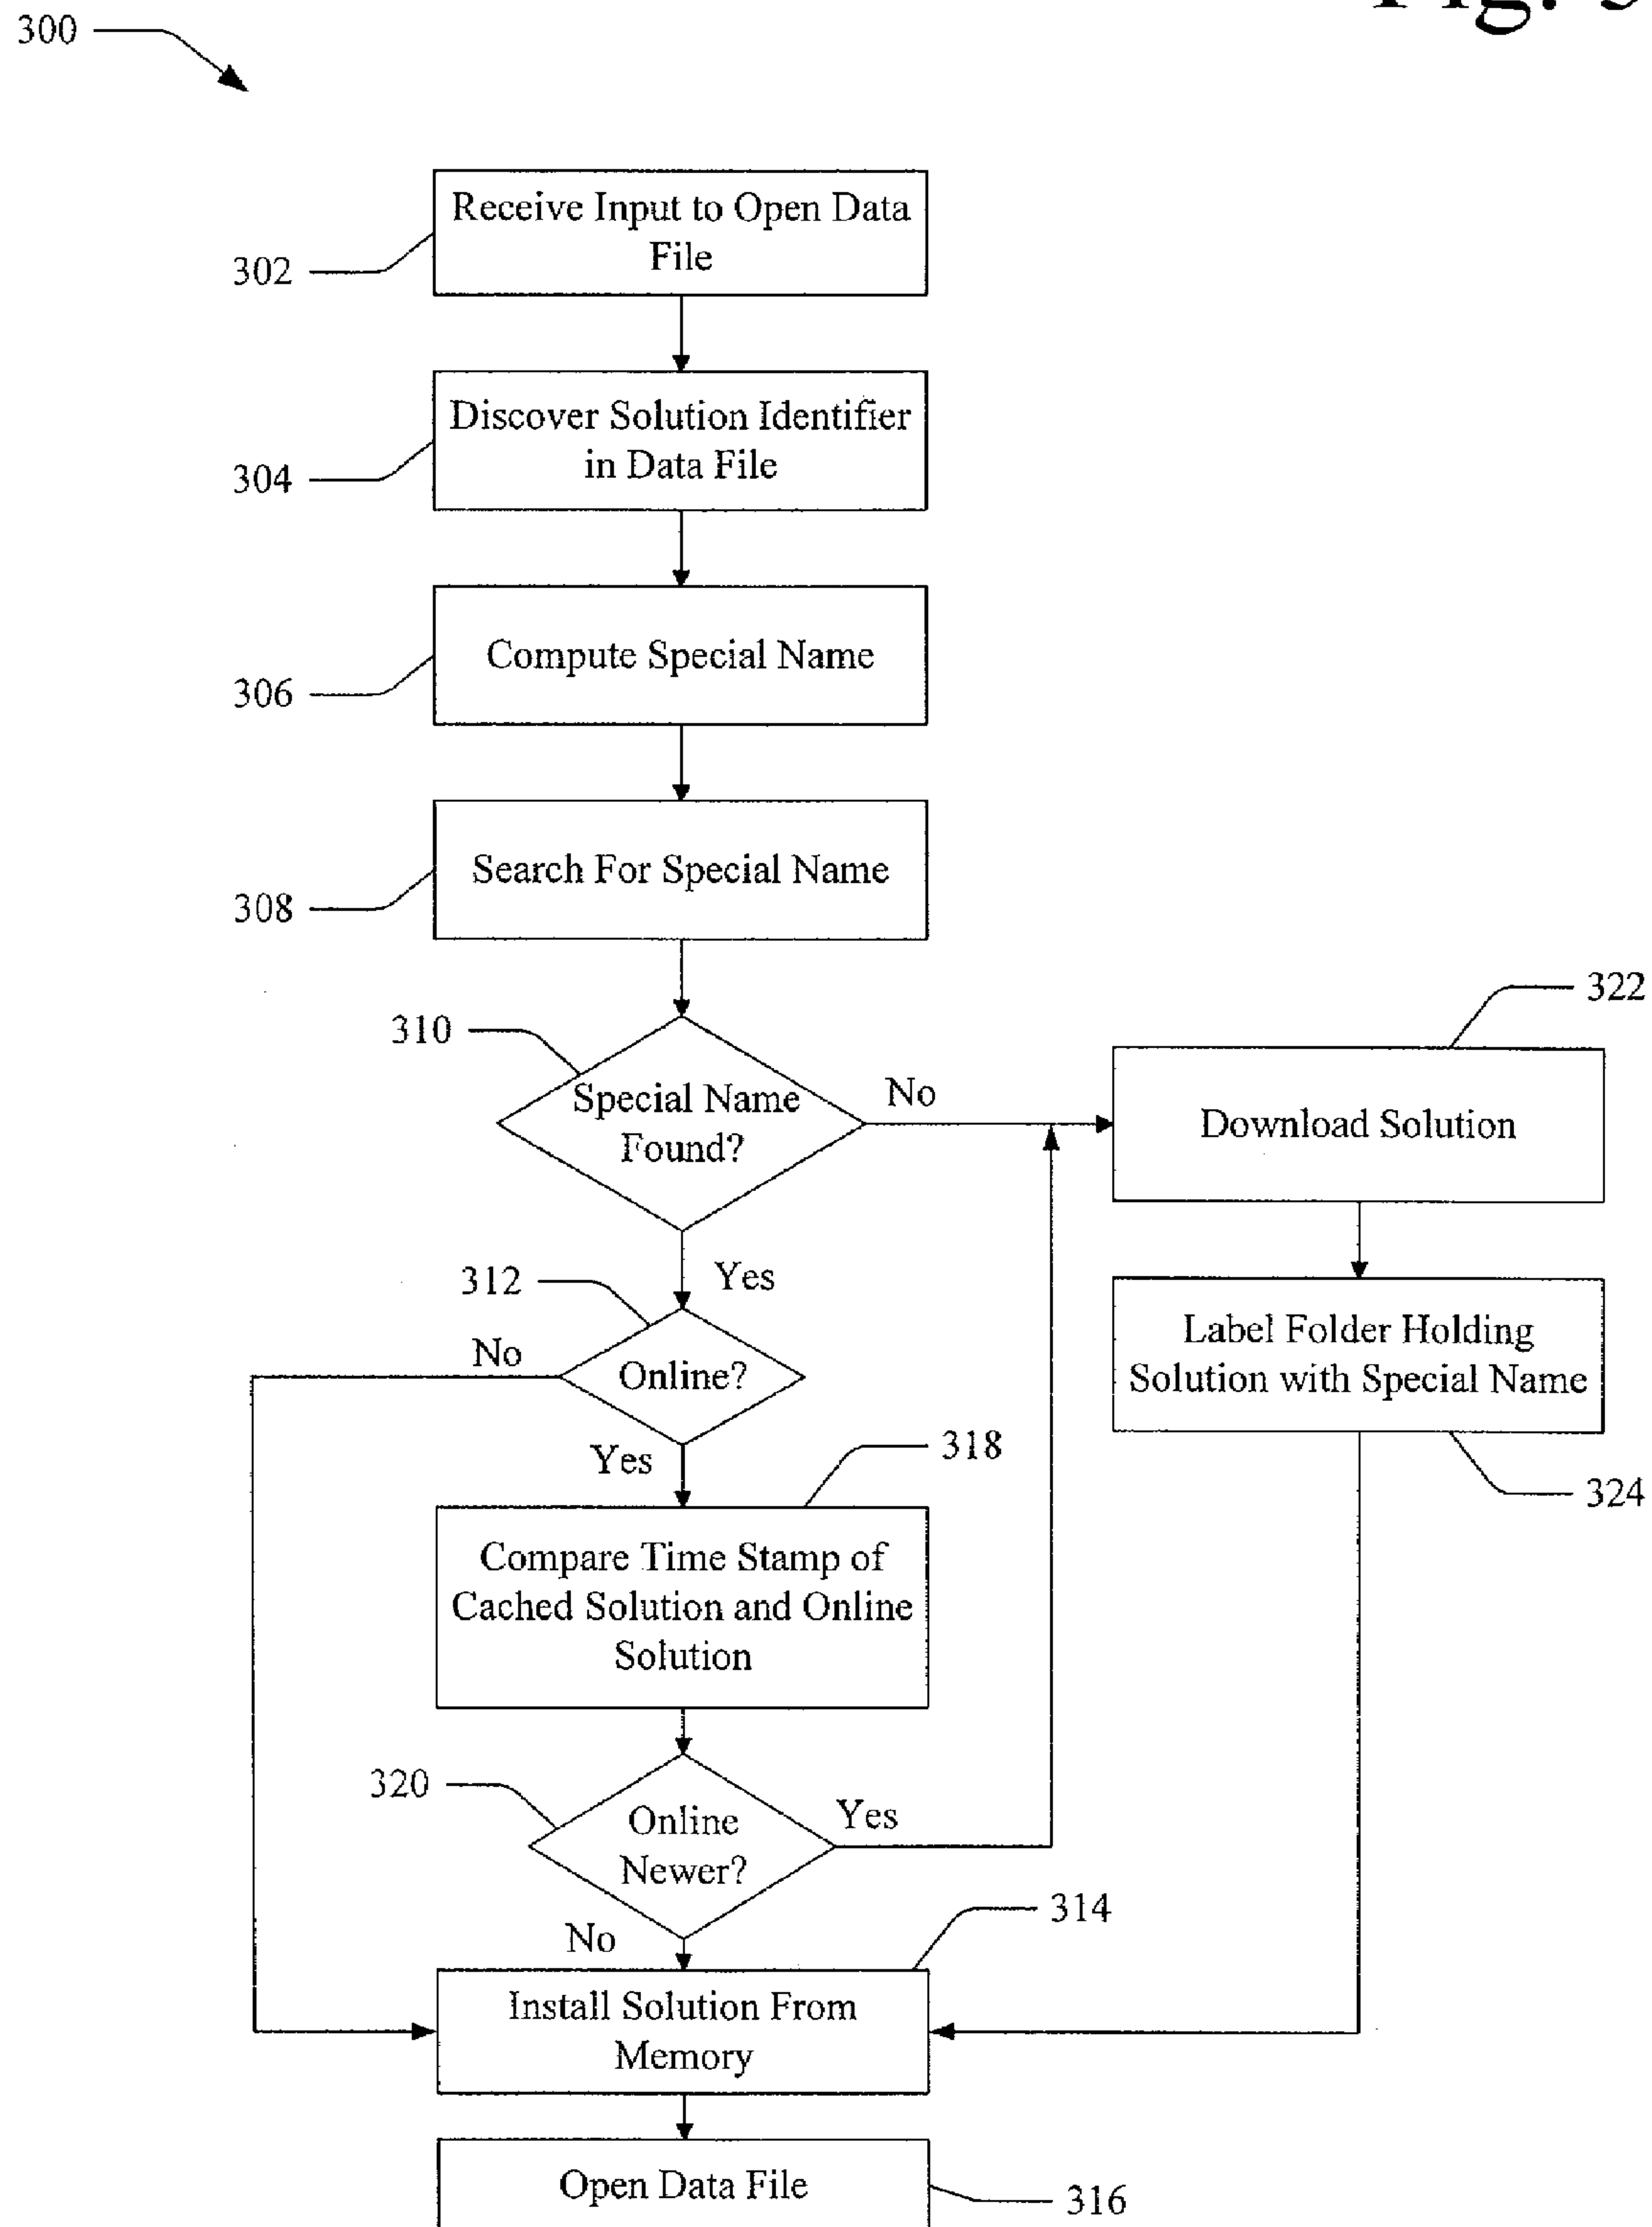 300
Receive Input to Open Data
File
302
Discover Solution Identifier
in Data File
304
Compute Special Name
306
Search For Special Name
308
310
Special Name
Found?
No
322
Download Solution
Yes
312
Online?
No
Label Folder Holding
Solution with Special Name
324
Yes
318
Compare Time Stamp of
Cached Solution and Online
Solution
320
Online
Newer?
Yes
314
No
Install Solution From
Memory
Open Data File
316